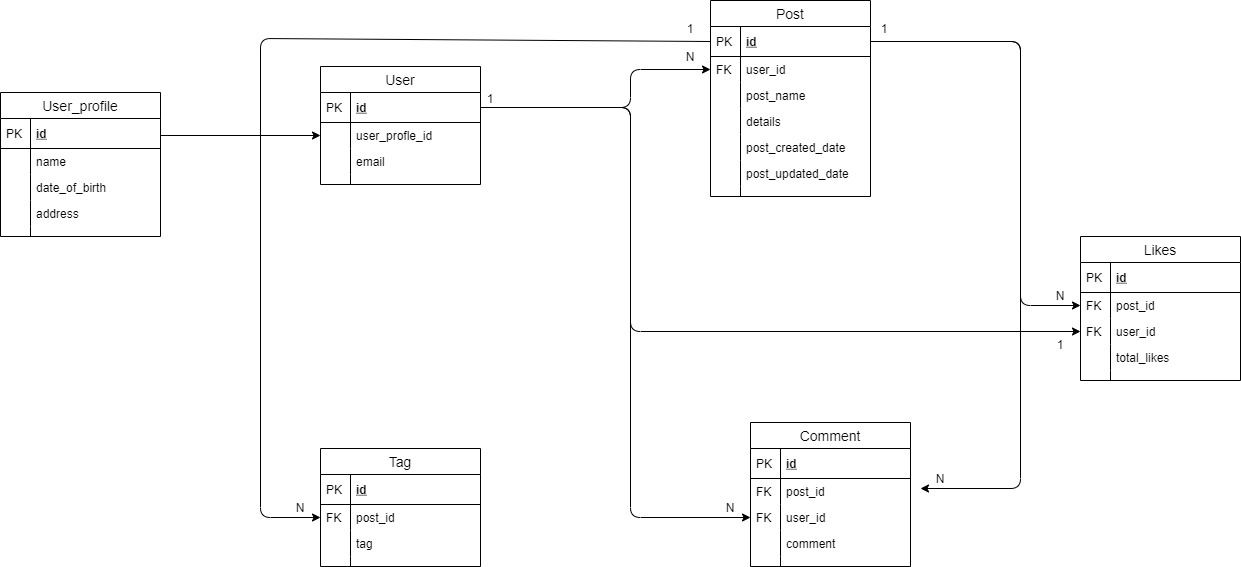 User_profile
PK id
name
date_of_birth
address
User
PK id
user_profle_id
email
1
1
Post
1
PK id
N
FK user_id
post_name
details
post_created_date
post_updated_date
Likes
PK id
N
FK post_id
FK user_id
1
total_likes
Tag
PK id
N
FK post_id
tag
Comment
PK id
N
FK post_id
N
FK user_id
comment